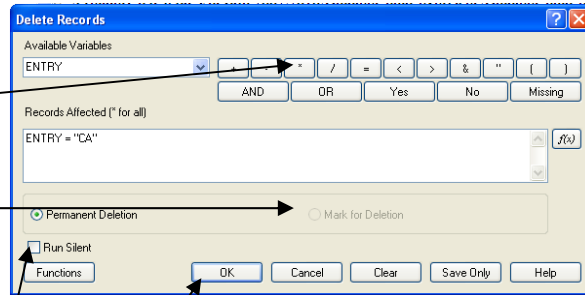 Delete Records
Available Variables
ENTRY
+ - * / = < > & " ( )
AND OR Yes No Missing
Records Affected (* for all)
ENTRY = "CA"
f(x)
Permanent Deletion Mark for Deletion
Run Silent
Functions OK Cancel Clear Save Only Help